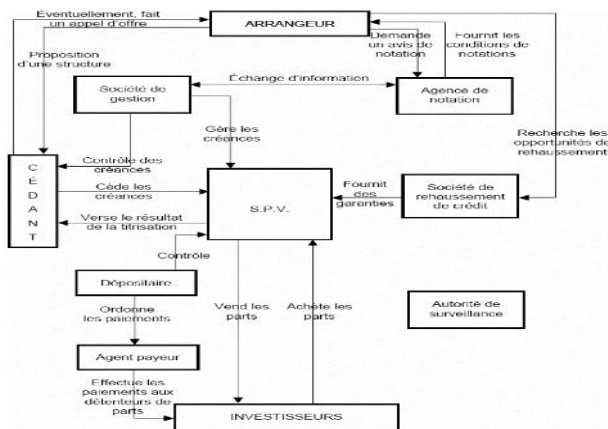 Éventuellement, fait
un appel d'offre
ARRANGEUR
Proposition
d'une structure
Demande
un avis de
notation
Fournit les
conditions de
notations
Échange d'information
Société de
gestion
Agence de
notation
Gère les
créances
Recherche les
opportunités de
rehaussement
Contrôle des
créances
CÉDANT
Cède les
créances
S.P.V.
Fournit
des
garanties
Société de
rehaussement
de crédit
Verse le résultat
de la titrisation
Contrôle
Dépositaire
Ordonne
les paiements
Vend les
parts
Achète les
parts
Autorité de
surveillance
Agent payeur
Effectue les
paiements aux
détenteurs de
parts
INVESTISSEURS